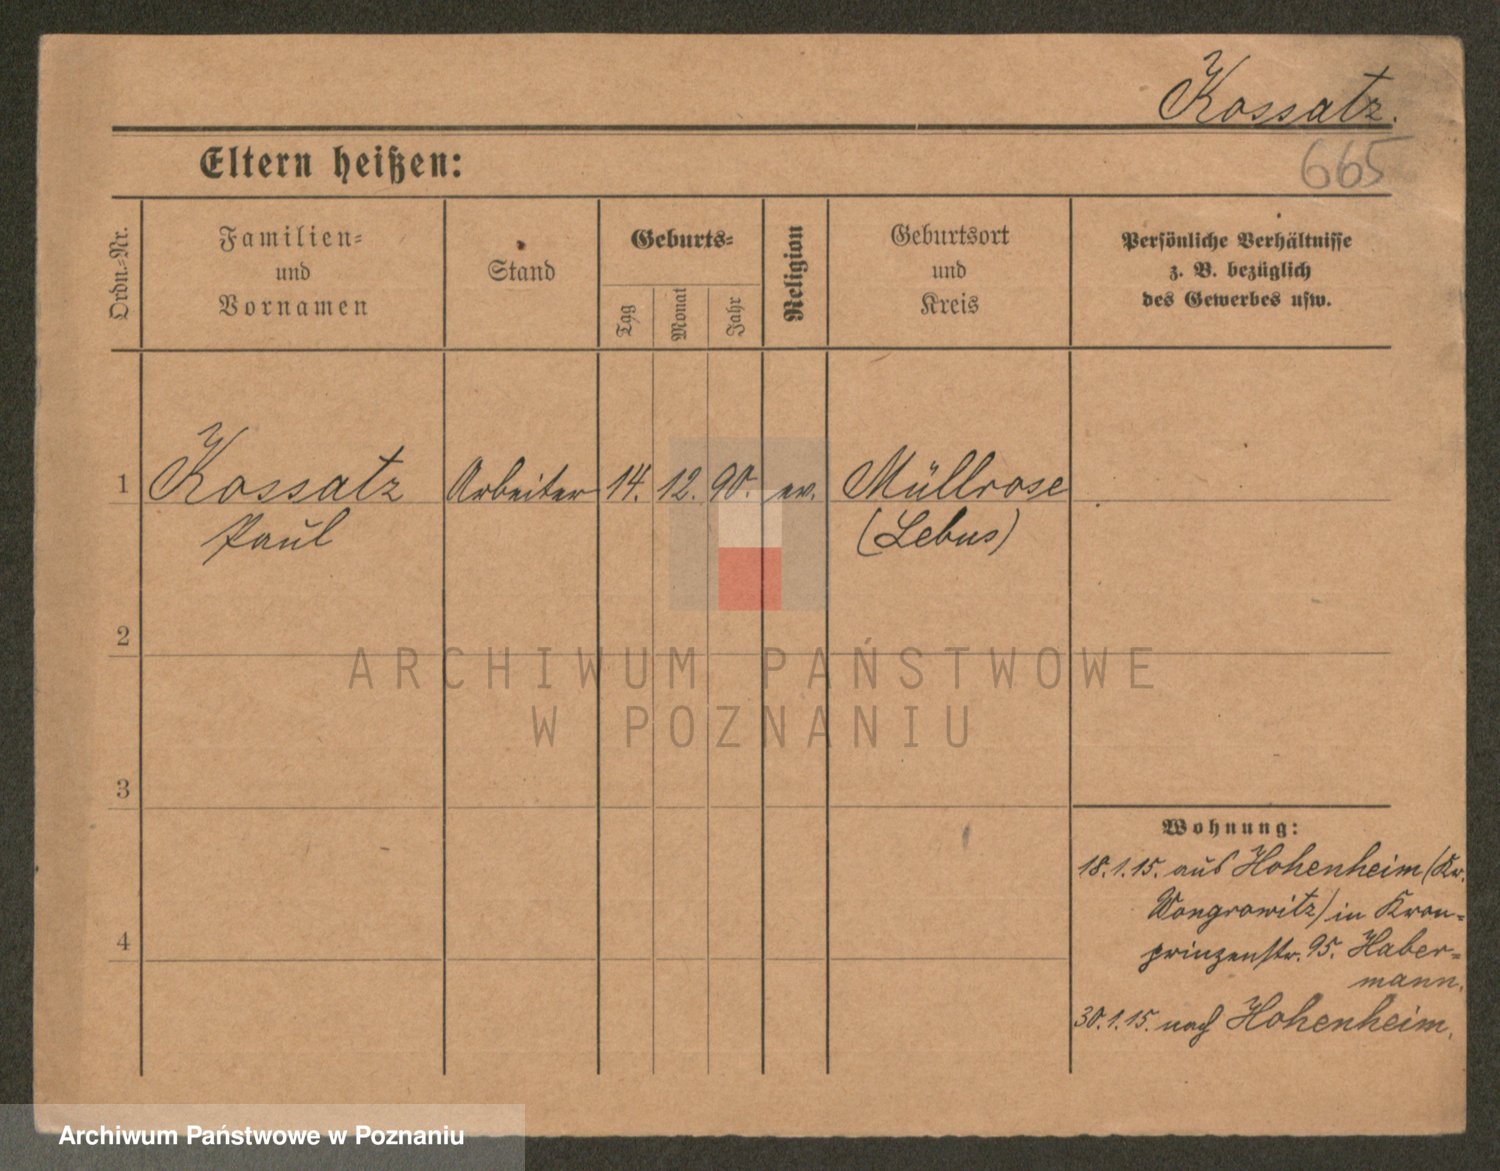 Kossatz.
Eltern heißen:
665
Ordn.-Nr.
Familien-
und
Vornamen
Stand
Geburts-
Tag
Monat
Jahr
Religion
Geburtsort
und
Kreis
Persönliche Verhältnisse
z. B. bezüglich
des Gewerbes usw.
1 Kossatz Arbeiter 14. 12. 90. ev. Müllrose
Paul (Lebus)
2
ARCHIWUM PAŃSTWOWE
W POZNANIU
3
Wohnung:
18.1.15. aus Hohenheim (Kr.
Wongrowitz) in Kron-
4
prinzenstr. 95. Haber-
mann.
30.1.15. nach Hohenheim.
Archiwum Państwowe w Poznaniu